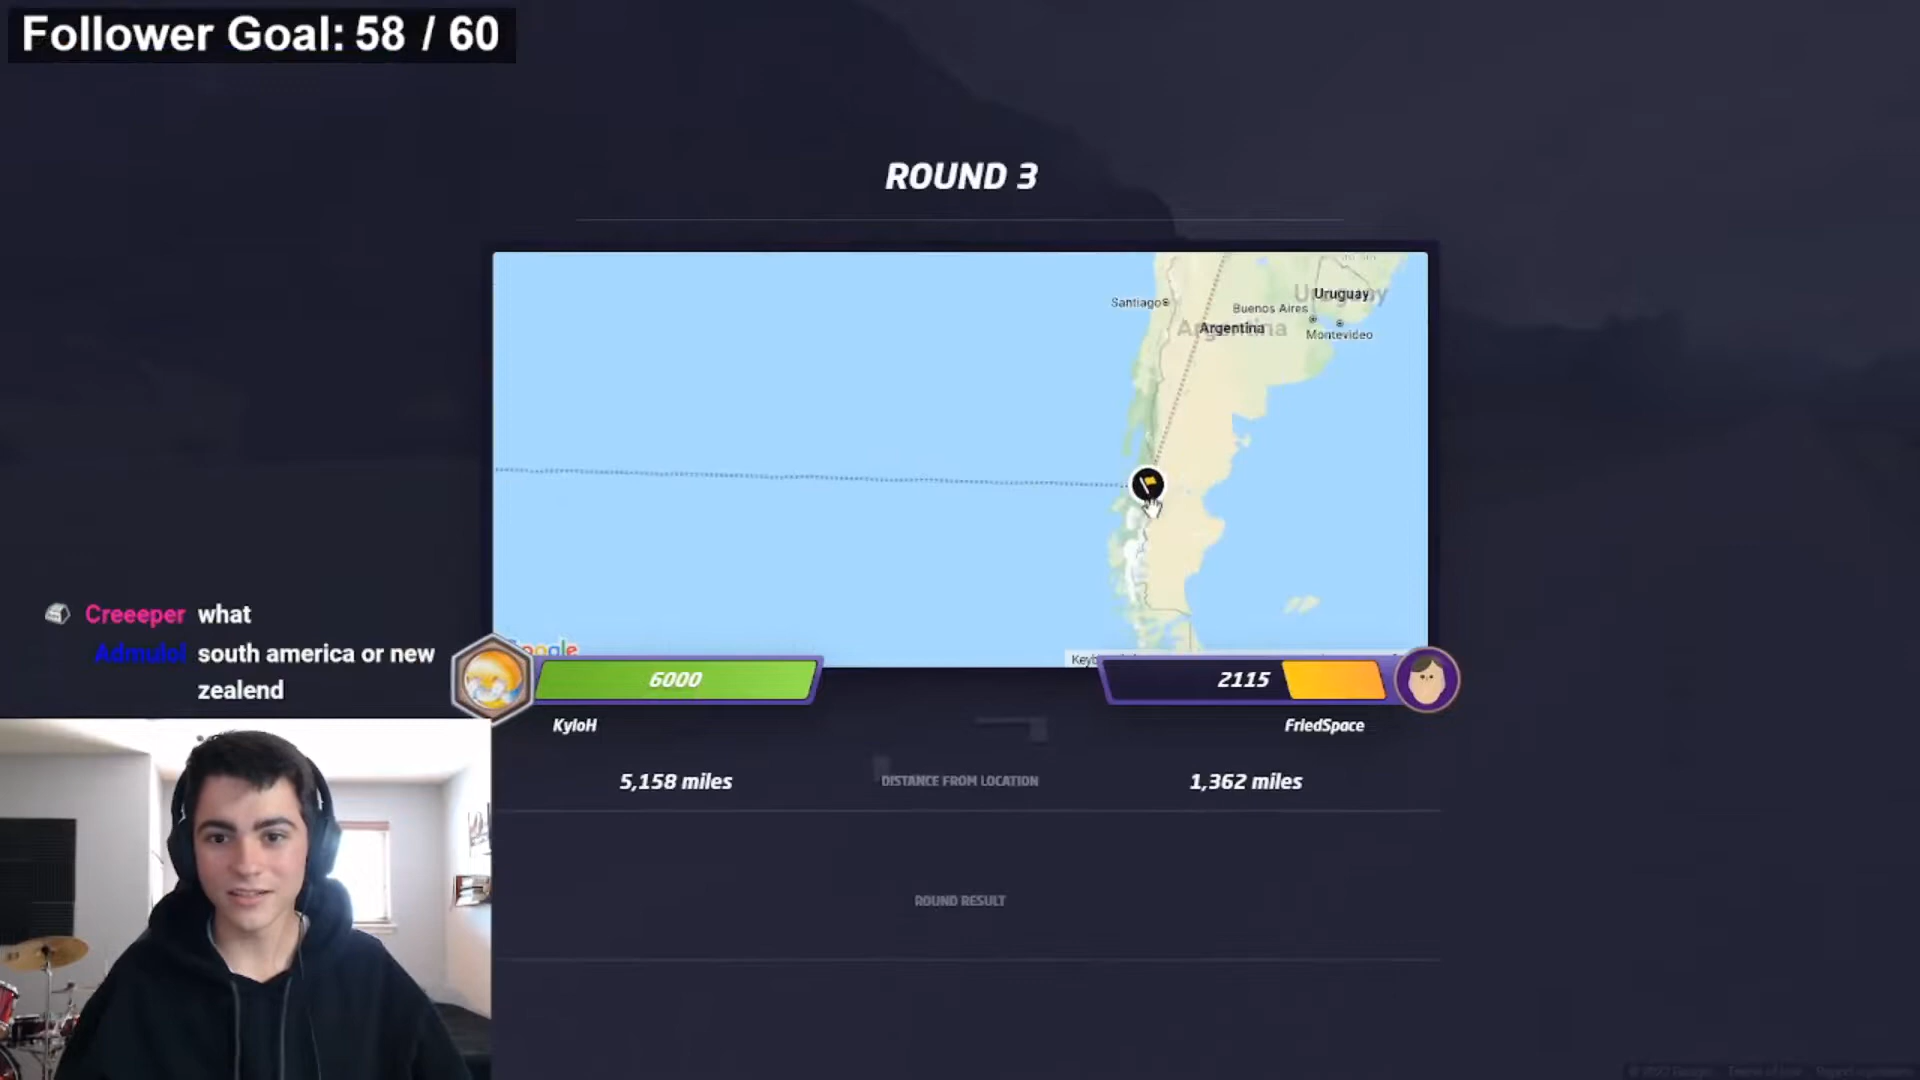 Follower Goal: 58 / 60
ROUND 3
Santiago
Uruguay
Buenos Aires
Argentina
Montevideo
Creeeper what
Admulol south america or new
zealend
6000
2115
KyloH
FriedSpace
5,158 miles
DISTANCE FROM LOCATION
1,362 miles
ROUND RESULT